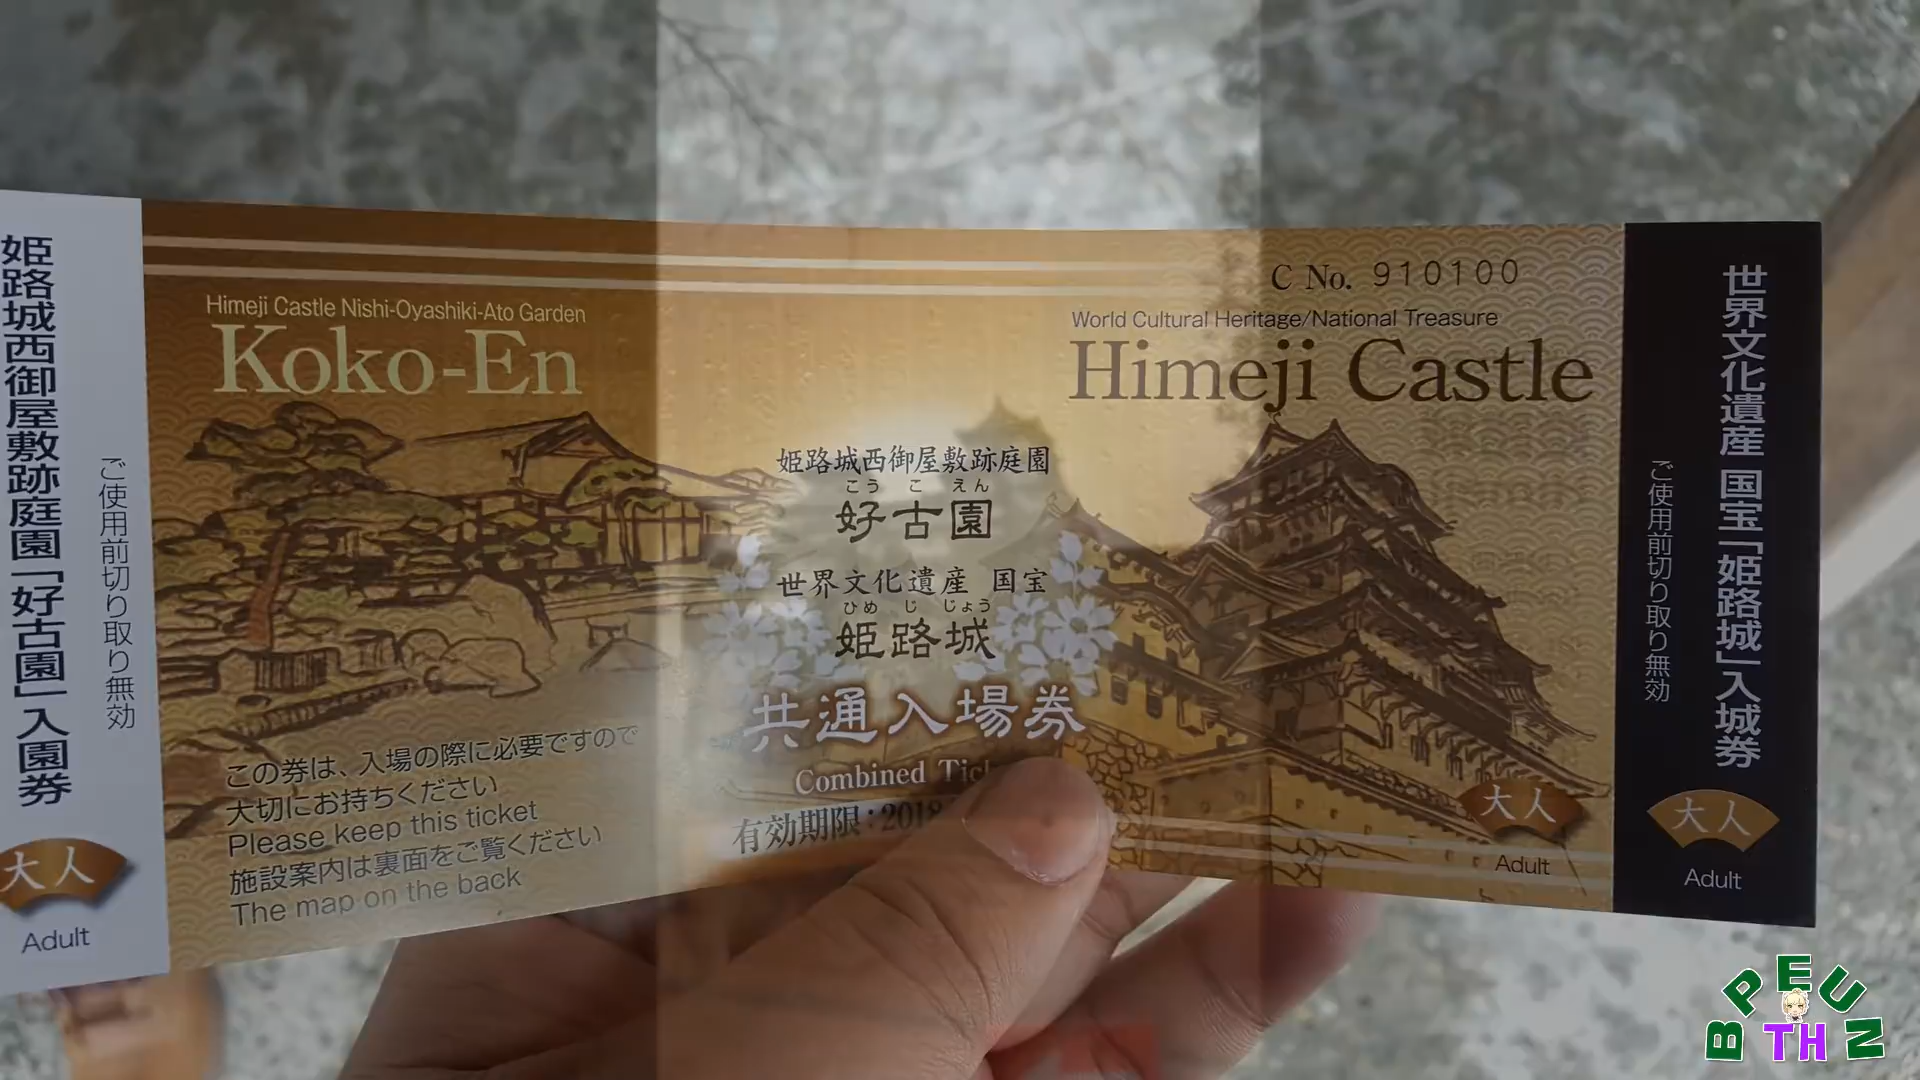 姫路城西御屋敷跡庭園「好古園」入園券
ご使用前切り取り無効
大人
Adult
Himeji Castle Nishi-Oyashiki-Ato Garden
Koko-En
この券は、入場の際に必要ですので
大切にお持ちください
Please keep this ticket
施設案内は裏面をご覧ください
The map on the back
姫路城西御屋敷跡庭園
こう こ えん
好古園
世界文化遺産 国宝
ひめ じ じょう
姫路城
共通入場券
Combined
有効期限:2018
C No. 910100
World Cultural Heritage/National Treasure
Himeji Castle
大人
Adult
世界文化遺産 国宝「姫路城」入城券
ご使用前切り取り無効
大人
Adult
BPEUN
TH